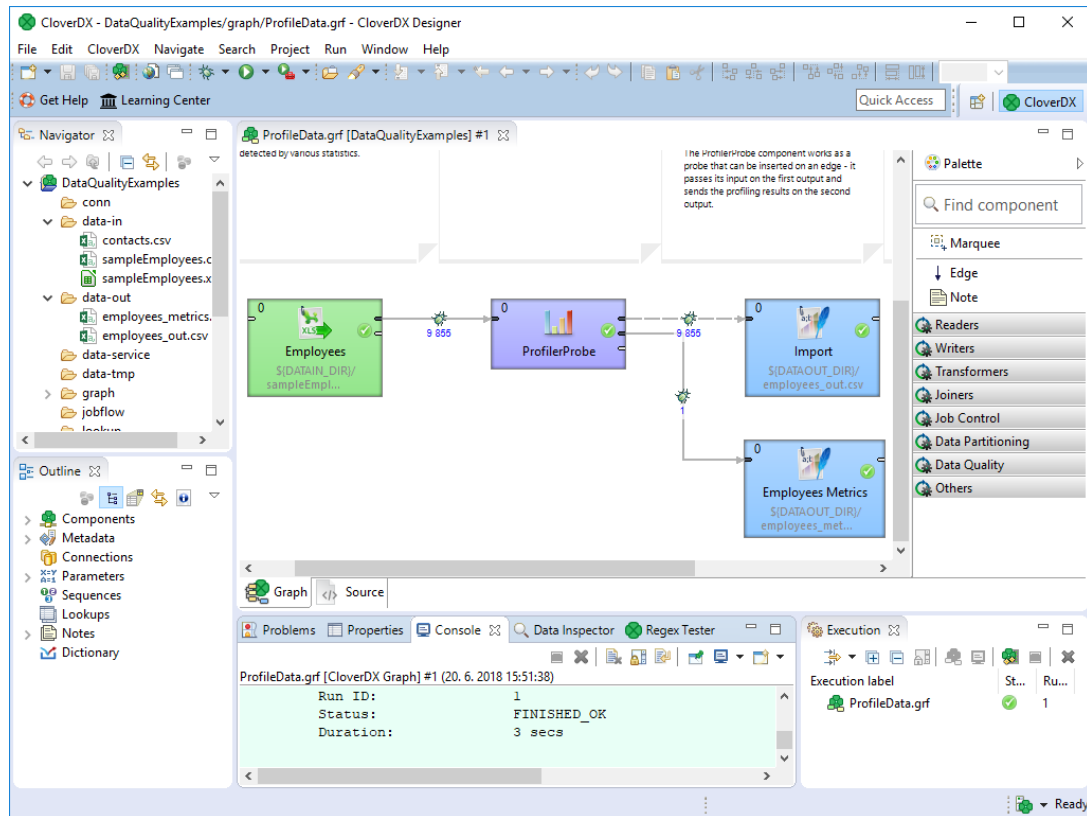 CloverDX - DataQualityExamples/graph/ProfileData.grf - CloverDX Designer
File Edit CloverDX Navigate Search Project Run Window Help
Get Help Learning Center
Quick Access
CloverDX
Navigator
DataQualityExamples
conn
data-in
contacts.csv
sampleEmployees.c
sampleEmployees.x
data-out
employees_metrics.
employees_out.csv
data-service
data-tmp
graph
jobflow
lookup
Outline
Components
Metadata
Connections
Parameters
Sequences
Lookups
Notes
Dictionary
ProfileData.grf [DataQualityExamples] #1
detected by various statistics.
The ProfilerProbe component works as a
probe that can be inserted on an edge - it
passes its input on the first output and
sends the profiling results on the second
output.
0
XLS
Employees
${DATAIN_DIR}/
sampleEmpl...
9 855
0
ProfilerProbe
9 855
1
0
Import
${DATAOUT_DIR}/
employees_out.csv
0
Employees Metrics
${DATAOUT_DIR}/
employees_met...
Graph
Source
Palette
Find component
Marquee
Edge
Note
Readers
Writers
Transformers
Joiners
Job Control
Data Partitioning
Data Quality
Others
Problems Properties Console Data Inspector Regex Tester
ProfileData.grf [CloverDX Graph] #1 (20. 6. 2018 15:51:38)
Run ID: 1
Status: FINISHED_OK
Duration: 3 secs
Execution
Execution label St... Ru...
ProfileData.grf 1
Ready